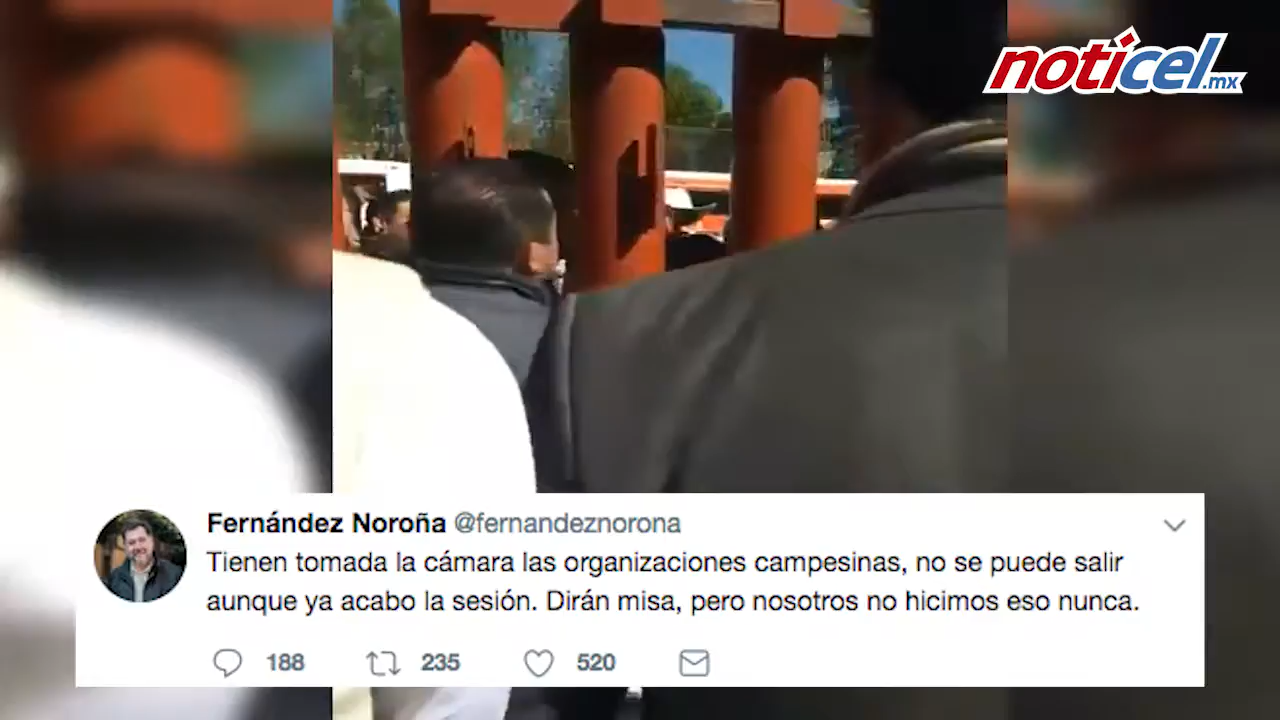 noticel.mx
Fernández Noroña @fernandeznorona
Tienen tomada la cámara las organizaciones campesinas, no se puede salir
aunque ya acabo la sesión. Dirán misa, pero nosotros no hicimos eso nunca.
188 235 520